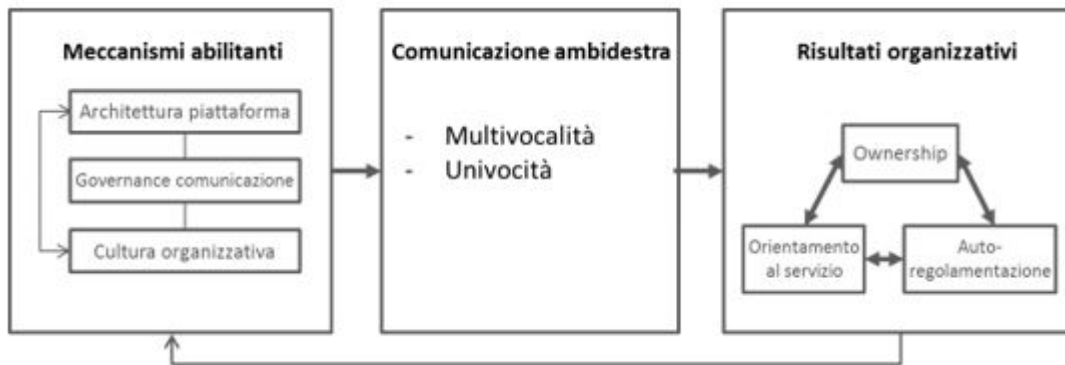 Meccanismi abilitanti
Architettura piattaforma
Governance comunicazione
Cultura organizzativa
Comunicazione ambidestra
- Multivocalità
- Univocità
Risultati organizzativi
Ownership
Orientamento
al servizio
Auto-
regolamentazione